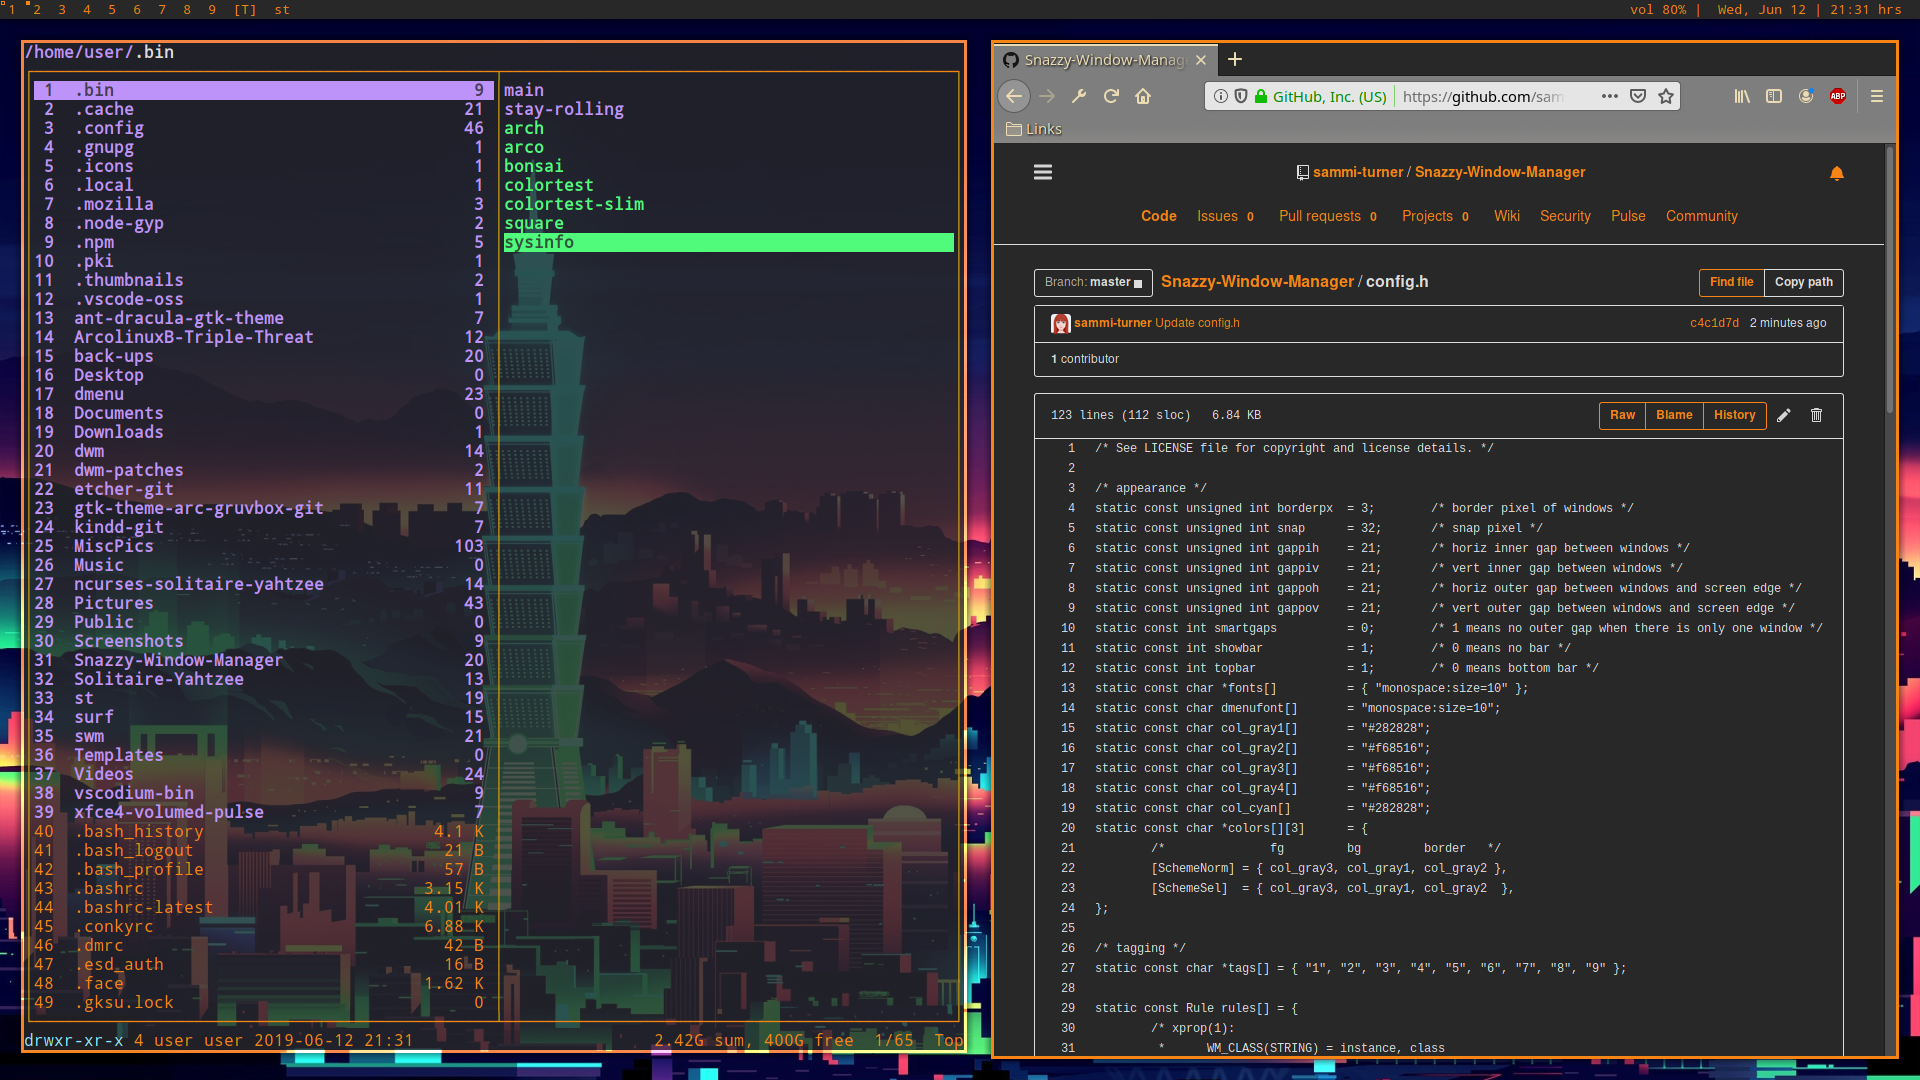 1 2 3 4 5 6 7 8 9 [T] st
vol 80% | Wed, Jun 12 | 21:31 hrs
/home/user/.bin
1 .bin 9
2 .cache 21
3 .config 46
4 .gnupg 1
5 .icons 1
6 .local 1
7 .mozilla 3
8 .node-gyp 2
9 .npm 5
10 .pki 1
11 .thumbnails 2
12 .vscode-oss 1
13 ant-dracula-gtk-theme 7
14 ArcolinuxB-Triple-Threat 12
15 back-ups 20
16 Desktop 0
17 dmenu 23
18 Documents 0
19 Downloads 1
20 dwm 14
21 dwm-patches 2
22 etcher-git 11
23 gtk-theme-arc-gruvbox-git 7
24 kindd-git 7
25 MiscPics 103
26 Music 0
27 ncurses-solitaire-yahtzee 14
28 Pictures 43
29 Public 0
30 Screenshots 9
31 Snazzy-Window-Manager 20
32 Solitaire-Yahtzee 13
33 st 19
34 surf 15
35 swm 21
36 Templates 0
37 Videos 24
38 vscodium-bin 9
39 xfce4-volumed-pulse 7
40 .bash_history 4.1 K
41 .bash_logout 21 B
42 .bash_profile 57 B
43 .bashrc 3.15 K
44 .bashrc-latest 4.01 K
45 .conkyrc 6.88 K
46 .dmrc 42 B
47 .esd_auth 16 B
48 .face 1.62 K
49 .gksu.lock 0
main
stay-rolling
arch
arco
bonsai
colortest
colortest-slim
square
sysinfo
drwxr-xr-x 4 user user 2019-06-12 21:31 2.42G sum, 400G free 1/65 Top
Snazzy-Window-Manag
GitHub, Inc. (US) https://github.com/sam
ABP
Links
sammi-turner / Snazzy-Window-Manager
Code Issues 0 Pull requests 0 Projects 0 Wiki Security Pulse Community
Branch: master Snazzy-Window-Manager / config.h Find file Copy path
sammi-turner Update config.h c4c1d7d 2 minutes ago
1 contributor
123 lines (112 sloc) 6.84 KB Raw Blame History
1 /* See LICENSE file for copyright and license details. */
2
3 /* appearance */
4 static const unsigned int borderpx = 3; /* border pixel of windows */
5 static const unsigned int snap = 32; /* snap pixel */
6 static const unsigned int gappih = 21; /* horiz inner gap between windows */
7 static const unsigned int gappiv = 21; /* vert inner gap between windows */
8 static const unsigned int gappoh = 21; /* horiz outer gap between windows and screen edge */
9 static const unsigned int gappov = 21; /* vert outer gap between windows and screen edge */
10 static const int smartgaps = 0; /* 1 means no outer gap when there is only one window */
11 static const int showbar = 1; /* 0 means no bar */
12 static const int topbar = 1; /* 0 means bottom bar */
13 static const char *fonts[] = { "monospace:size=10" };
14 static const char dmenufont[] = "monospace:size=10";
15 static const char col_gray1[] = "#282828";
16 static const char col_gray2[] = "#f68516";
17 static const char col_gray3[] = "#f68516";
18 static const char col_gray4[] = "#f68516";
19 static const char col_cyan[] = "#282828";
20 static const char *colors[][3] = {
21 /* fg bg border */
22 [SchemeNorm] = { col_gray3, col_gray1, col_gray2 },
23 [SchemeSel] = { col_gray3, col_gray1, col_gray2 },
24 };
25
26 /* tagging */
27 static const char *tags[] = { "1", "2", "3", "4", "5", "6", "7", "8", "9" };
28
29 static const Rule rules[] = {
30 /* xprop(1):
31 * WM_CLASS(STRING) = instance, class